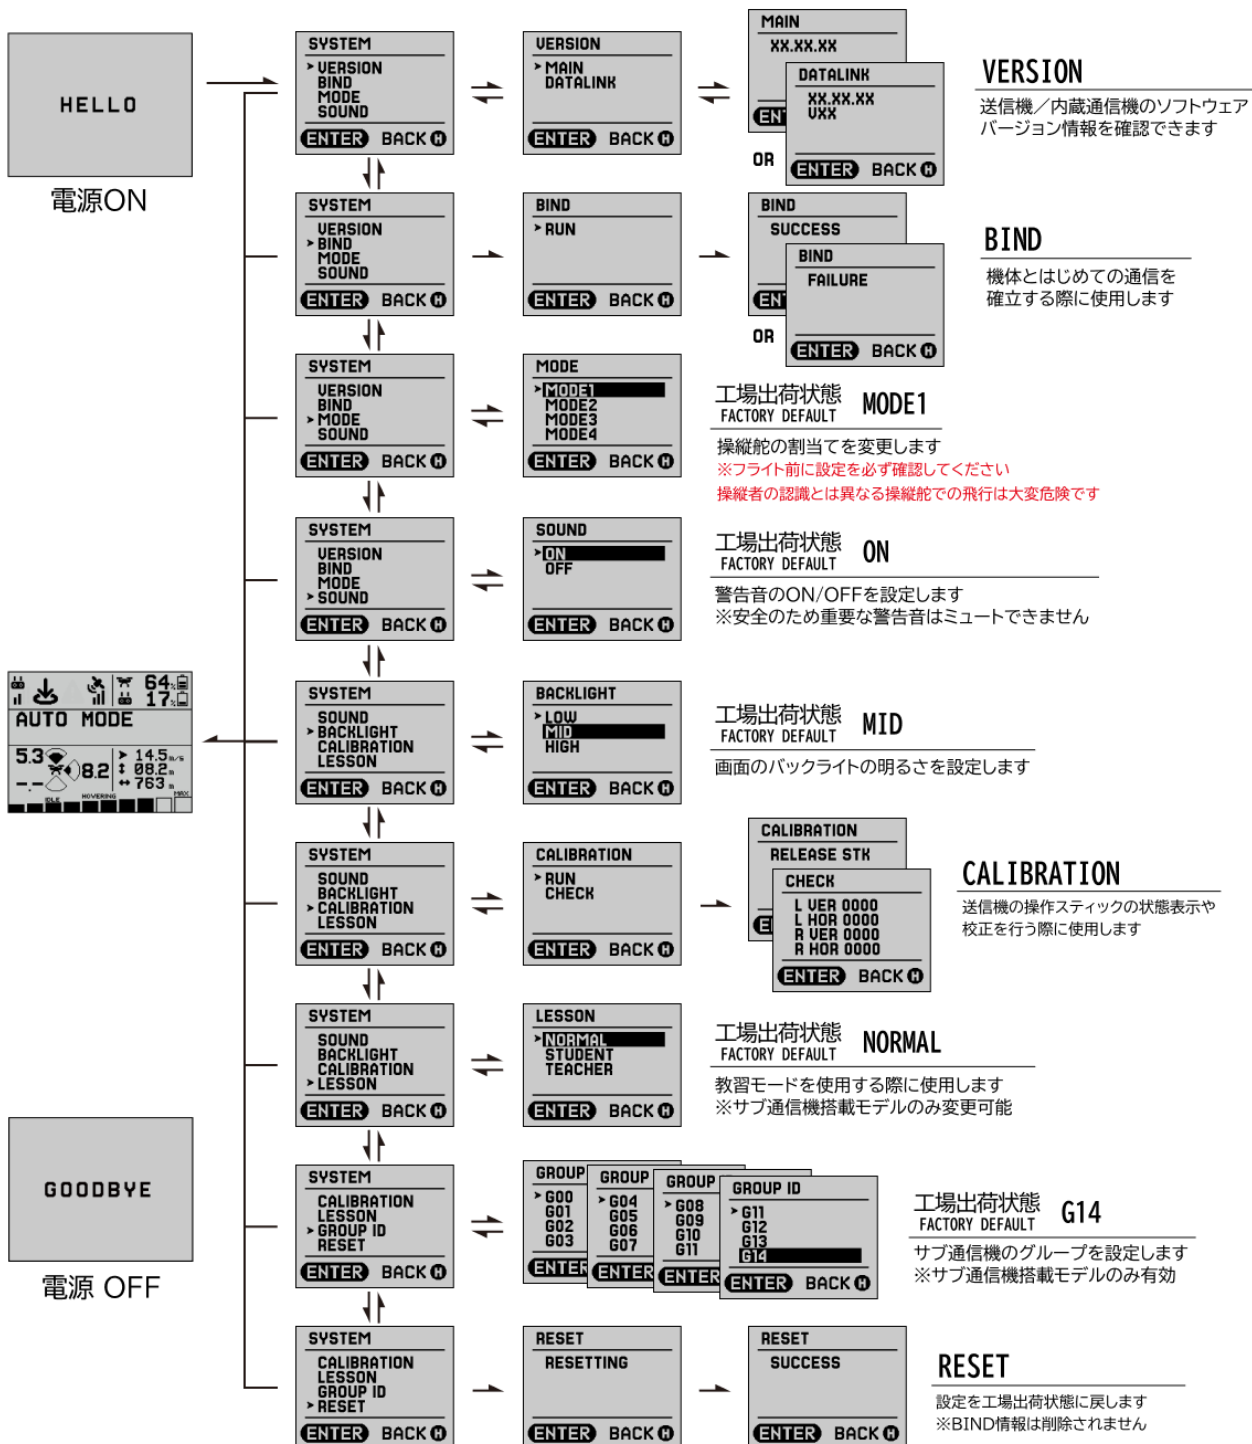 HELLO
電源ON
SYSTEM
> VERSION
BIND
MODE
SOUND
ENTER BACK H
VERSION
> MAIN
DATALINK
ENTER BACK H
MAIN
XX.XX.XX
DATALINK
XX.XX.XX
VXX
OR
ENTER BACK H
VERSION
送信機／内蔵通信機のソフトウェア
バージョン情報を確認できます
SYSTEM
VERSION
> BIND
MODE
SOUND
ENTER BACK H
BIND
> RUN
ENTER BACK H
BIND
SUCCESS
BIND
FAILURE
OR
ENTER BACK H
BIND
機体とはじめての通信を
確立する際に使用します
SYSTEM
VERSION
BIND
> MODE
SOUND
ENTER BACK H
MODE
> MODE1
MODE2
MODE3
MODE4
ENTER BACK H
工場出荷状態
FACTORY DEFAULT
MODE1
操縦舵の割当てを変更します
※フライト前に設定を必ず確認してください
操縦者の認識とは異なる操縦舵での飛行は大変危険です
SYSTEM
VERSION
BIND
MODE
> SOUND
ENTER BACK H
SOUND
> ON
OFF
ENTER BACK H
工場出荷状態
FACTORY DEFAULT
ON
警告音のON/OFFを設定します
※安全のため重要な警告音はミュートできません
64%
17%
AUTO MODE
5.3
-.-
8.2
14.5 m/s
08.2 m
763 m
IDLE
HOVERING
MAX
SYSTEM
SOUND
> BACKLIGHT
CALIBRATION
LESSON
ENTER BACK H
BACKLIGHT
> LOW
MID
HIGH
ENTER BACK H
工場出荷状態
FACTORY DEFAULT
MID
画面のバックライトの明るさを設定します
SYSTEM
SOUND
BACKLIGHT
> CALIBRATION
LESSON
ENTER BACK H
CALIBRATION
> RUN
CHECK
ENTER BACK H
CALIBRATION
RELEASE STK
CHECK
L VER 0000
L HOR 0000
R VER 0000
R HOR 0000
ENTER BACK H
CALIBRATION
送信機の操作スティックの状態表示や
校正を行う際に使用します
SYSTEM
SOUND
BACKLIGHT
CALIBRATION
> LESSON
ENTER BACK H
LESSON
> NORMAL
STUDENT
TEACHER
ENTER BACK H
工場出荷状態
FACTORY DEFAULT
NORMAL
教習モードを使用する際に使用します
※サブ通信機搭載モデルのみ変更可能
GOODBYE
電源 OFF
SYSTEM
CALIBRATION
LESSON
> GROUP ID
RESET
ENTER BACK H
GROUP
> G00
G01
G02
G03
ENTER
GROUP
> G04
G05
G06
G07
ENTER
GROUP
> G08
G09
G10
G11
ENTER
GROUP ID
> G11
G12
G13
G14
ENTER BACK H
工場出荷状態
FACTORY DEFAULT
G14
サブ通信機のグループを設定します
※サブ通信機搭載モデルのみ有効
SYSTEM
CALIBRATION
LESSON
GROUP ID
> RESET
ENTER BACK H
RESET
RESETTING
ENTER BACK H
RESET
SUCCESS
ENTER BACK H
RESET
設定を工場出荷状態に戻します
※BIND情報は削除されません